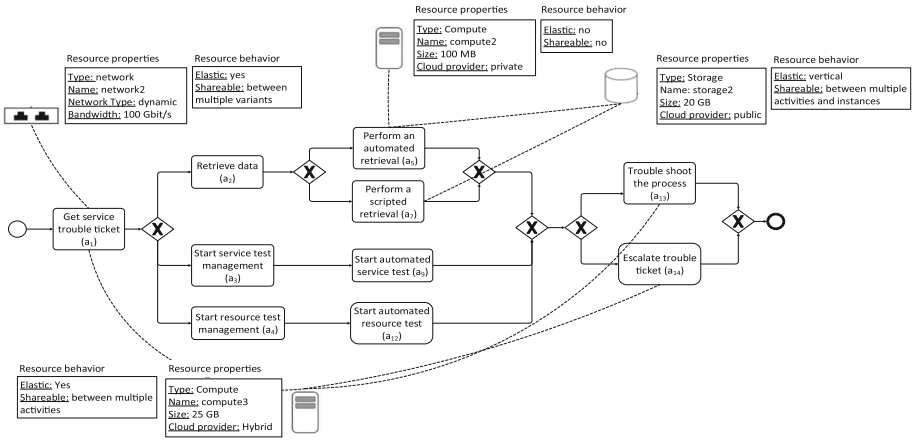 Resource properties
Type: Compute
Name: compute2
Size: 100 MB
Cloud provider: private
Resource behavior
Elastic: no
Shareable: no
Resource properties
Type: network
Name: network2
Network Type: dynamic
Bandwidth: 100 Gbit/s
Resource behavior
Elastic: yes
Shareable: between
multiple variants
Resource properties
Type: Storage
Name: storage2
Size: 20 GB
Cloud provider: public
Resource behavior
Elastic: vertical
Shareable: between multiple
activities and instances
Get service
trouble ticket
(a1)
X
Retrieve data
(a2)
X
Perform an
automated
retrieval (a5)
Perform a
scripted
retrieval (a7)
X
Start service test
management
(a3)
Start automated
service test (a9)
Start resource test
management (a4)
Start automated
resource test
(a12)
X
X
Trouble shoot
the process
(a13)
Escalate trouble
ticket (a14)
X
Resource behavior
Elastic: Yes
Shareable: between multiple
activities
Resource properties
Type: Compute
Name: compute3
Size: 25 GB
Cloud provider: Hybrid